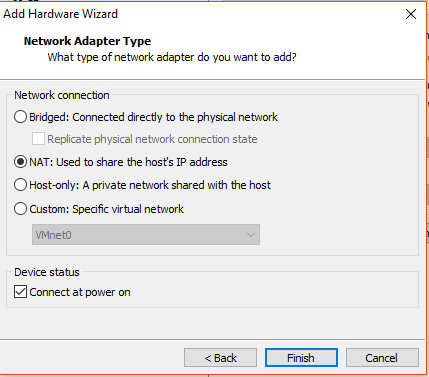 Add Hardware Wizard
Network Adapter Type
What type of network adapter do you want to add?
Network connection
Bridged: Connected directly to the physical network
Replicate physical network connection state
NAT: Used to share the host's IP address
Host-only: A private network shared with the host
Custom: Specific virtual network
VMnet0
Device status
Connect at power on
< Back
Finish
Cancel